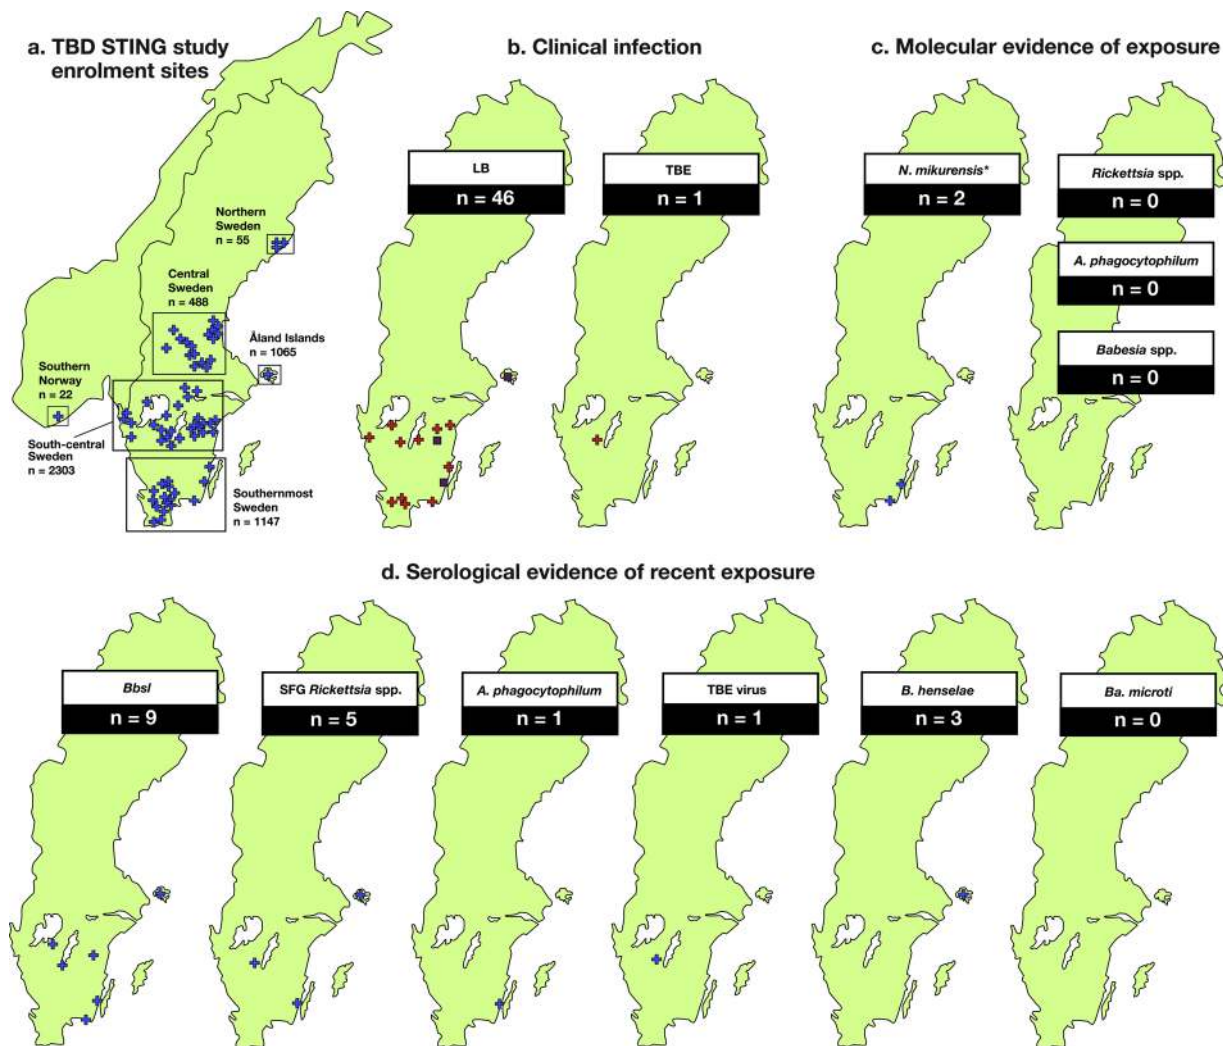 a. TBD STING study
enrolment sites
Northern
Sweden
n = 55
Central
Sweden
n = 488
Åland Islands
n = 1065
Southern
Norway
n = 22
South-central
Sweden
n = 2303
Southernmost
Sweden
n = 1147
b. Clinical infection
LB
n = 46
TBE
n = 1
c. Molecular evidence of exposure
N. mikurensis*
n = 2
Rickettsia spp.
n = 0
A. phagocytophilum
n = 0
Babesia spp.
n = 0
d. Serological evidence of recent exposure
Bbsl
n = 9
SFG Rickettsia spp.
n = 5
A. phagocytophilum
n = 1
TBE virus
n = 1
B. henselae
n = 3
Ba. microti
n = 0